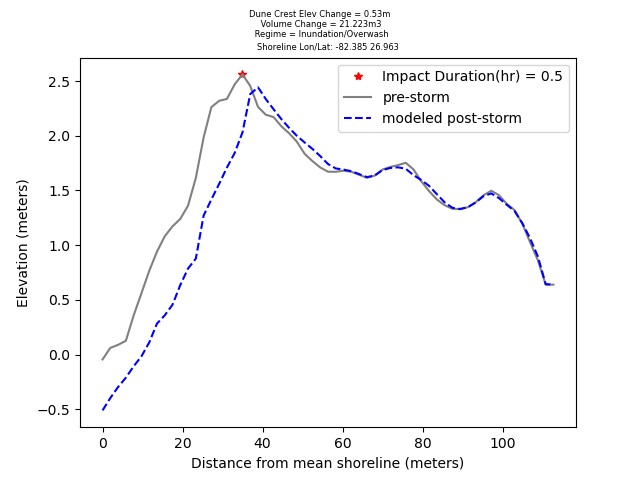 Dune Crest Elev Change = 0.53m
Volume Change = 21.223m3
Regime = Inundation/Overwash
Shoreline Lon/Lat: -82.385 26.963
Impact Duration(hr) = 0.5
pre-storm
modeled post-storm
Elevation (meters)
2.5
2.0
1.5
1.0
0.5
0.0
−0.5
0 20 40 60 80 100
Distance from mean shoreline (meters)